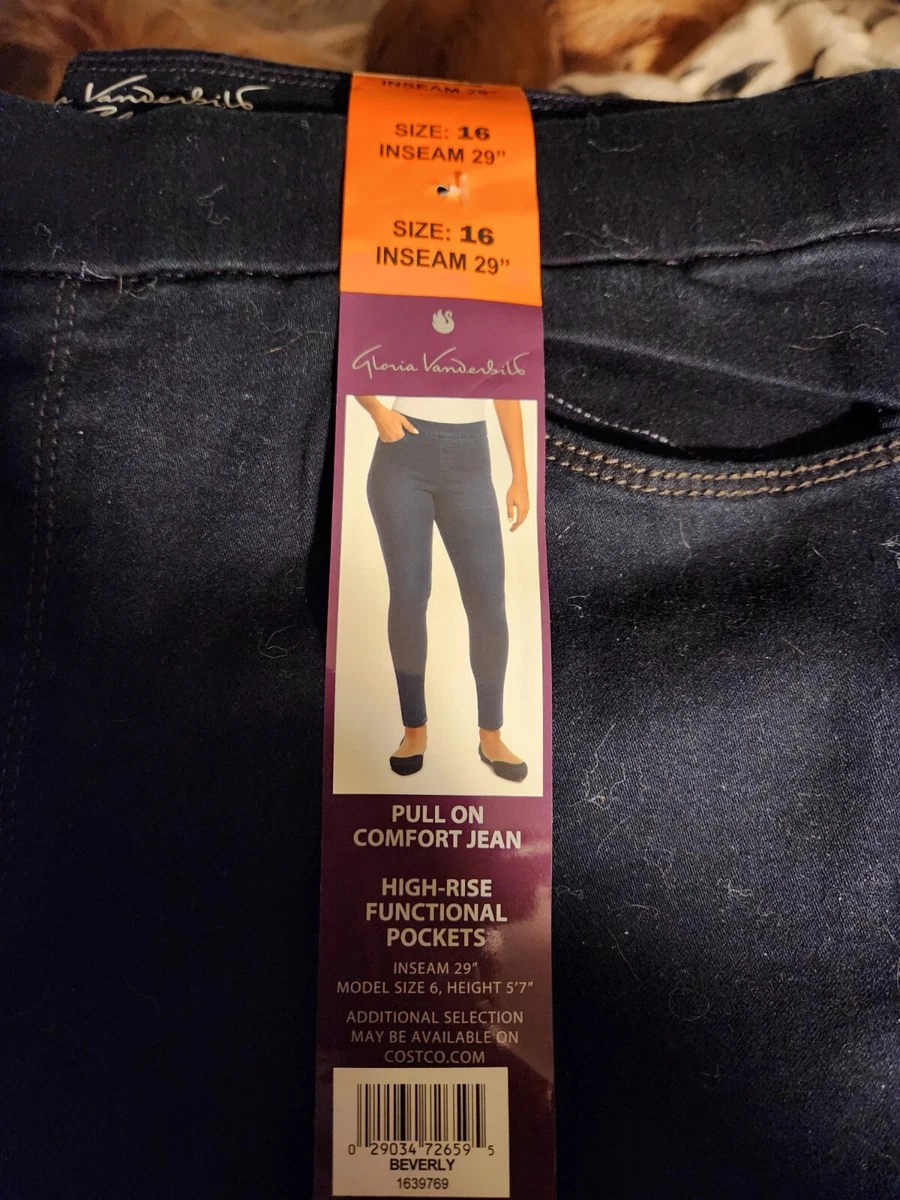 Vanderbilt
INSEAM 29"
SIZE: 16
INSEAM 29"
SIZE: 16
INSEAM 29"
Gloria Vanderbilt
PULL ON
COMFORT JEAN
HIGH-RISE
FUNCTIONAL
POCKETS
INSEAM 29"
MODEL SIZE 6, HEIGHT 5'7"
ADDITIONAL SELECTION
MAY BE AVAILABLE ON
COSTCO.COM
0 29034 72659 5
BEVERLY
1639769